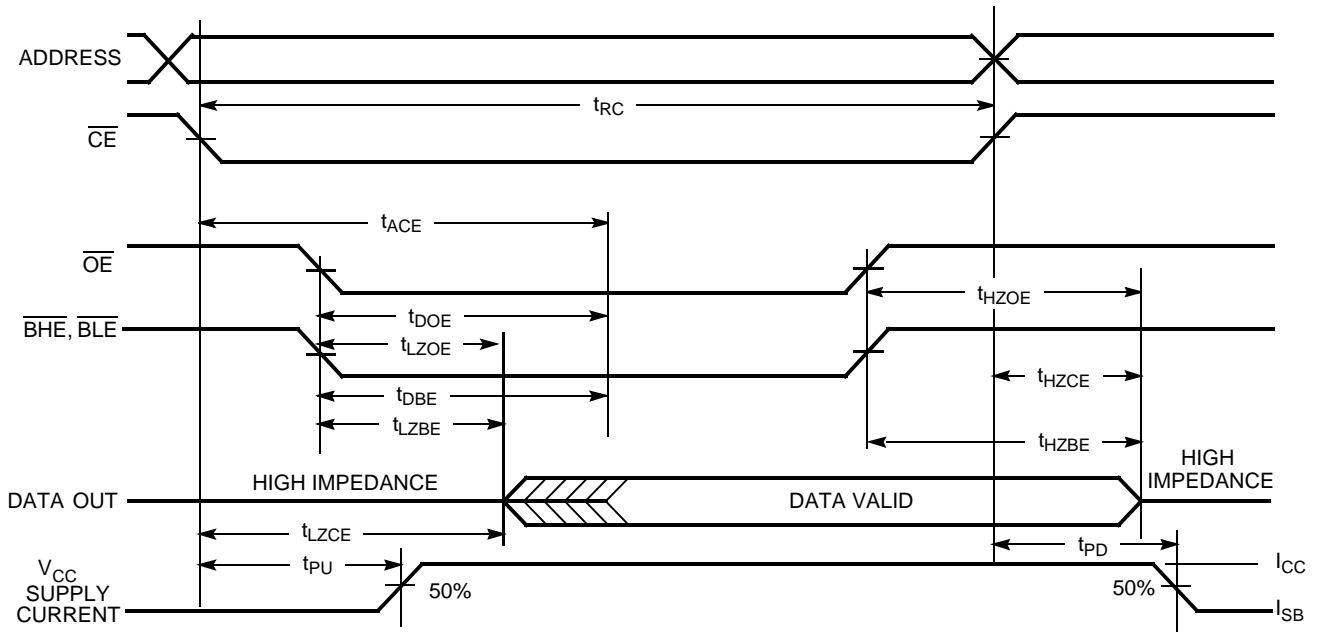 ADDRESS
tRC
CE
tACE
OE
tHZOE
tDOE
BHE, BLE
tLZOE
tHZCE
tDBE
tLZBE
tHZBE
HIGH IMPEDANCE
HIGH
IMPEDANCE
DATA OUT
DATA VALID
tLZCE
tPD
tPU
VCC
SUPPLY
CURRENT
50%
50%
ICC
ISB